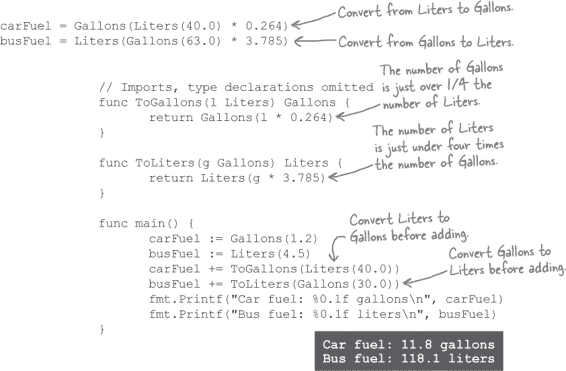 carFuel = Gallons(Liters(40.0) * 0.264)
Convert from Liters to Gallons.
busFuel = Liters(Gallons(63.0) * 3.785)
Convert from Gallons to Liters.
// Imports, type declarations omitted
func ToGallons(l Liters) Gallons {
return Gallons(l * 0.264)
}
The number of Gallons
is just over 1/4 the
number of Liters.
func ToLiters(g Gallons) Liters {
return Liters(g * 3.785)
}
The number of Liters
is just under four times
the number of Gallons.
func main() {
carFuel := Gallons(1.2)
busFuel := Liters(4.5)
carFuel += ToGallons(Liters(40.0))
busFuel += ToLiters(Gallons(30.0))
fmt.Printf("Car fuel: %0.1f gallons\n", carFuel)
fmt.Printf("Bus fuel: %0.1f liters\n", busFuel)
}
Convert Liters to
Gallons before adding.
Convert Gallons to
Liters before adding.
Car fuel: 11.8 gallons
Bus fuel: 118.1 liters